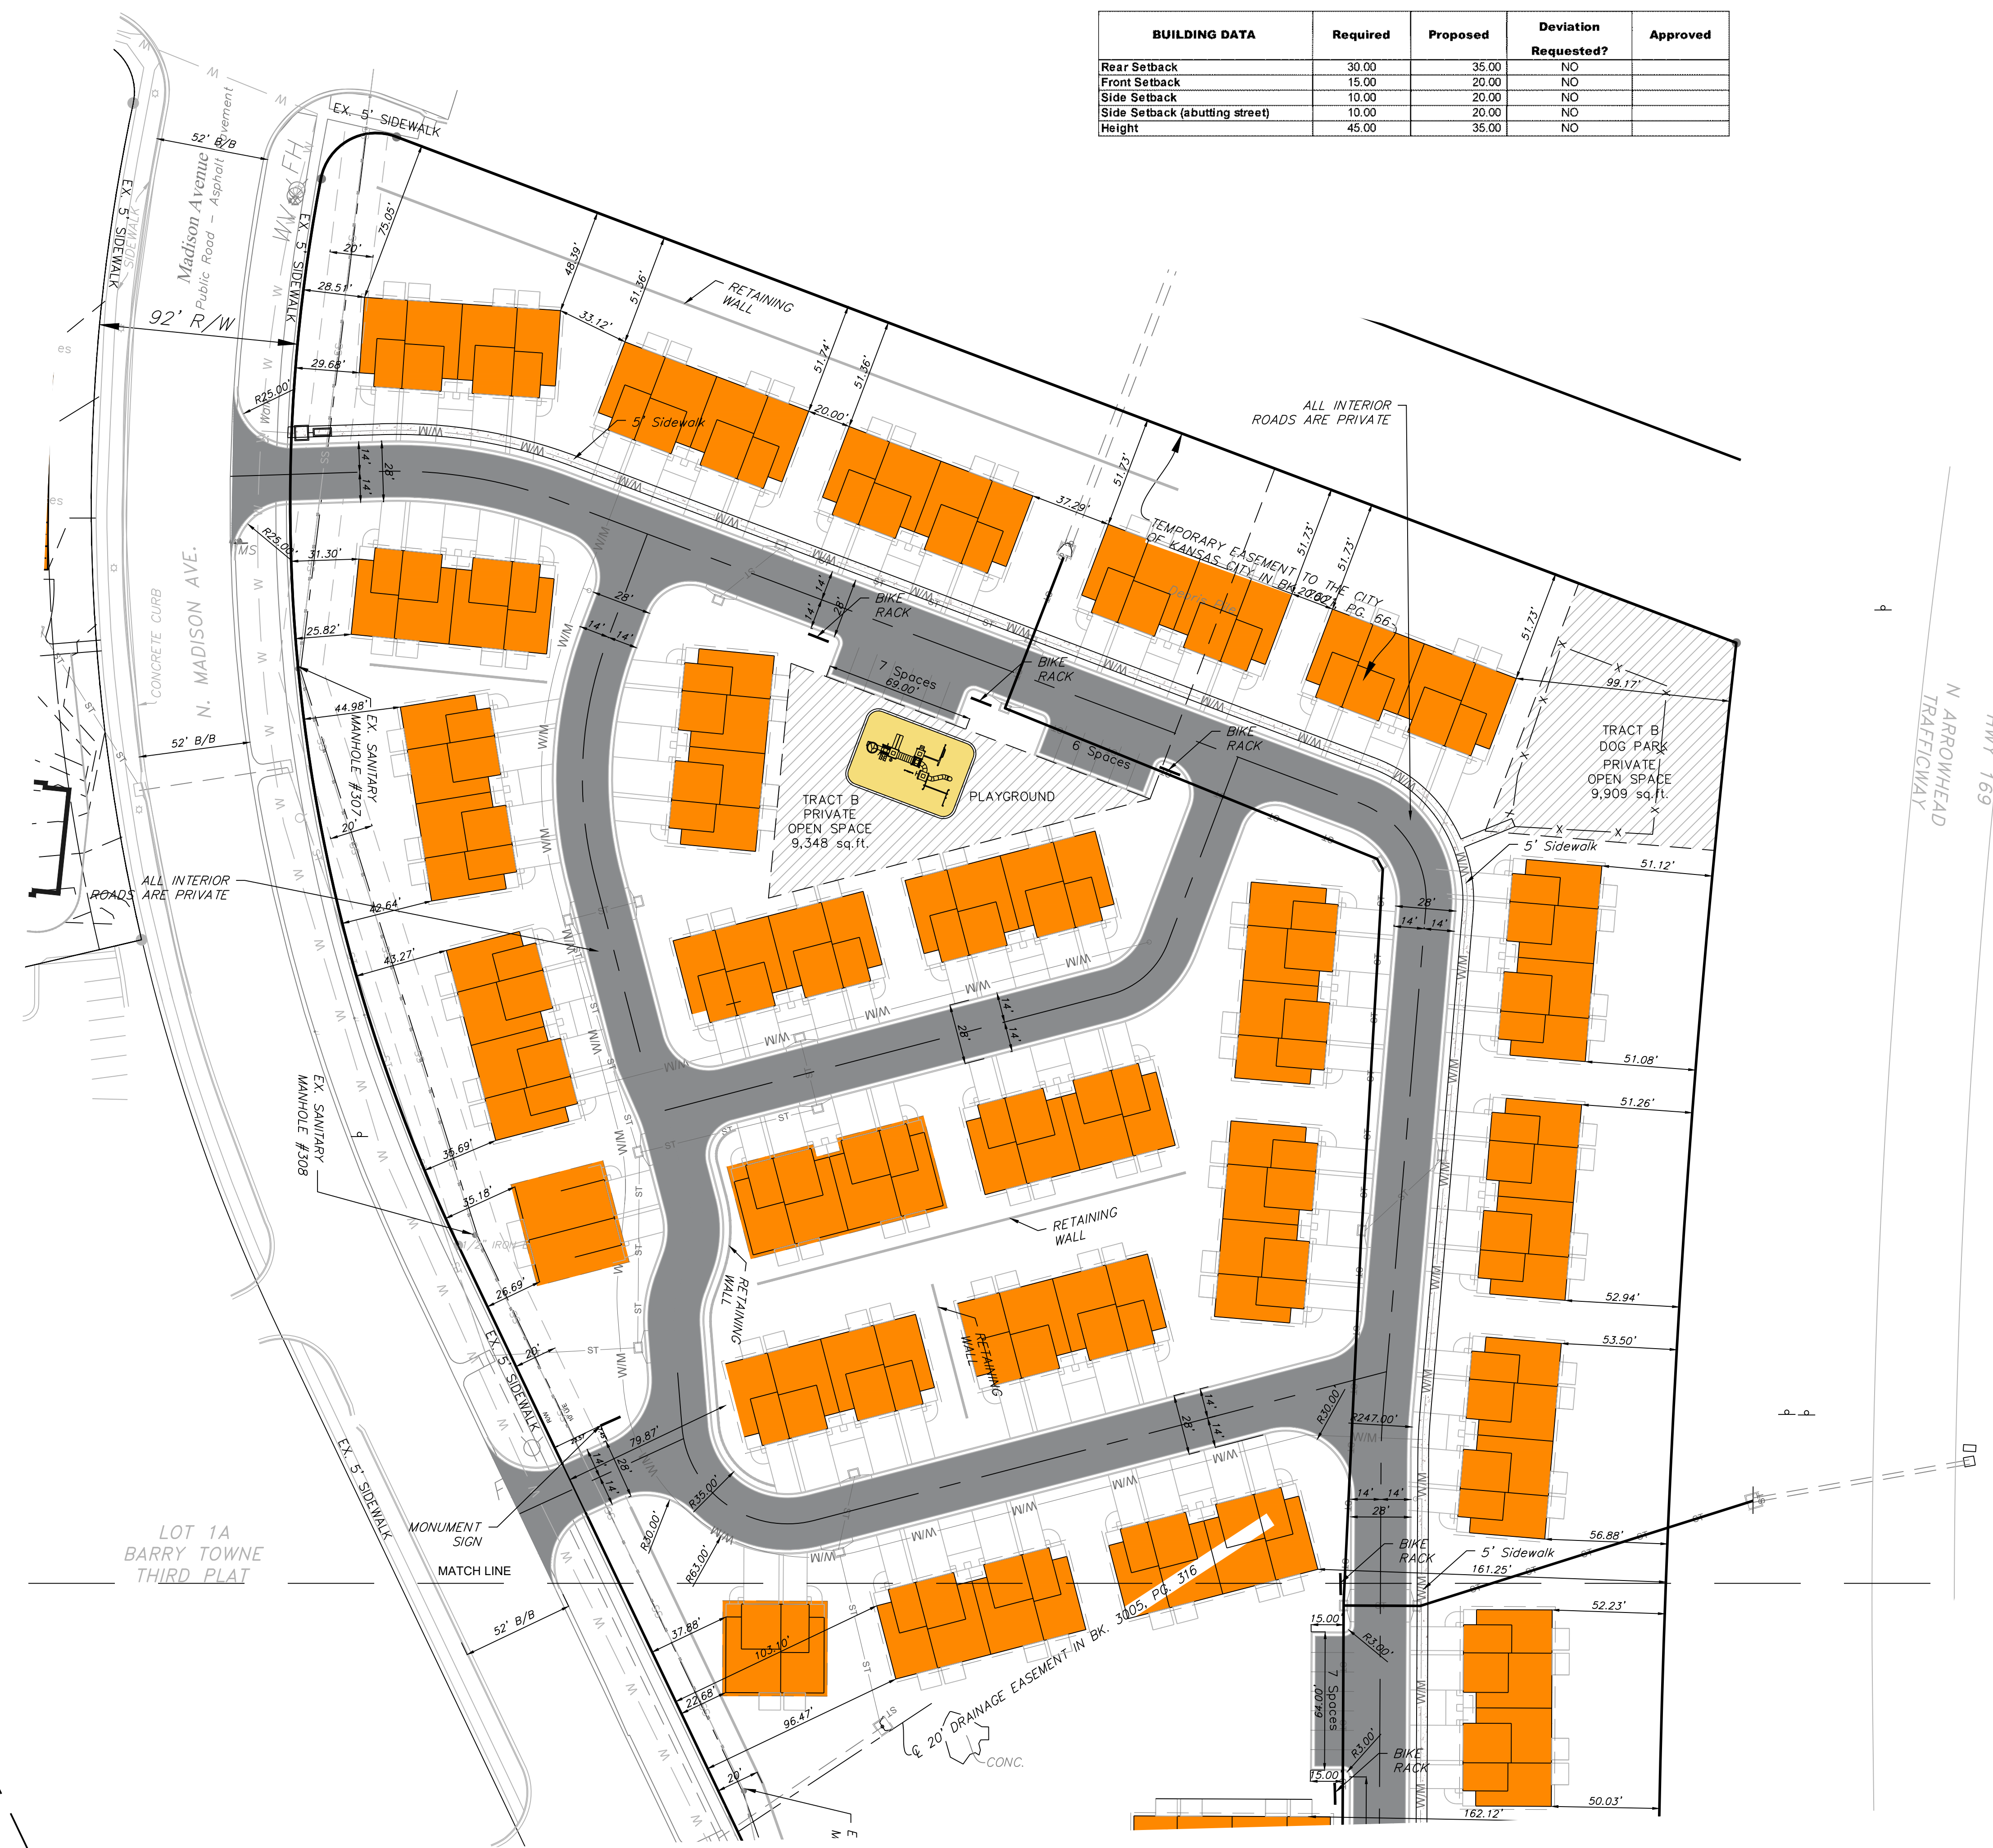 BUILDING DATA Required Proposed Deviation Requested? Approved
Rear Setback 30.00 35.00 NO
Front Setback 15.00 20.00 NO
Side Setback 10.00 20.00 NO
Side Setback (abutting street) 10.00 20.00 NO
Height 45.00 35.00 NO
EX. 5' SIDEWALK
52' B/B
Madison Avenue
Public Road - Asphalt Pavement
EX. 5' SIDEWALK
SIDEWALK
WV
FH
EX. 5' SIDEWALK
92' R/W
20'
75.05'
48.39'
51.36'
28.51'
33.12'
RETAINING
WALL
51.74'
51.36'
29.68'
R25.00'
20.00'
5' Sidewalk
14'
14'
28'
ALL INTERIOR
ROADS ARE PRIVATE
51.73'
37.29'
51.73'
51.73'
TEMPORARY EASEMENT TO THE CITY
OF KANSAS CITY IN BK.
PG. 66
51.73'
99.17'
R25.00'
MS
31.30'
25.82'
28'
14'
14'
14'
14'
28'
BIKE
RACK
BIKE
RACK
7 Spaces
69.00'
6 Spaces
BIKE
RACK
TRACT B
DOG PARK
PRIVATE
OPEN SPACE
9,909 sq.ft.
N ARROWHEAD
TRAFFICWAY
HWY 169
CONCRETE CURB
N. MADISON AVE.
52' B/B
44.98'
EX. SANITARY
MANHOLE #307
20'
PLAYGROUND
TRACT B
PRIVATE
OPEN SPACE
9,348 sq.ft.
5' Sidewalk
51.12'
ALL INTERIOR
ROADS ARE PRIVATE
42.64'
43.27'
28'
14'
14'
28'
14'
14'
51.08'
51.26'
EX. SANITARY
MANHOLE #308
35.69'
35.18'
26.69'
RETAINING
WALL
RETAINING
WALL
RETAINING
WALL
52.94'
53.50'
EX. 5' SIDEWALK
20'
EX. 5' SIDEWALK
79.87'
28'
14'
14'
R35.00'
R30.00'
R63.00'
28'
14'
14'
R30.00'
R247.00'
14'
14'
28'
56.88'
LOT 1A
BARRY TOWNE
THIRD PLAT
MONUMENT
SIGN
MATCH LINE
BIKE
RACK
5' Sidewalk
161.25'
52' B/B
37.88'
103.10'
22.68'
96.47'
20'
20' DRAINAGE EASEMENT IN BK. 3005, PG. 316
CONC.
15.00'
R3.00'
64.00'
7 Spaces
R3.00'
15.00'
BIKE
RACK
52.23'
50.03'
162.12'